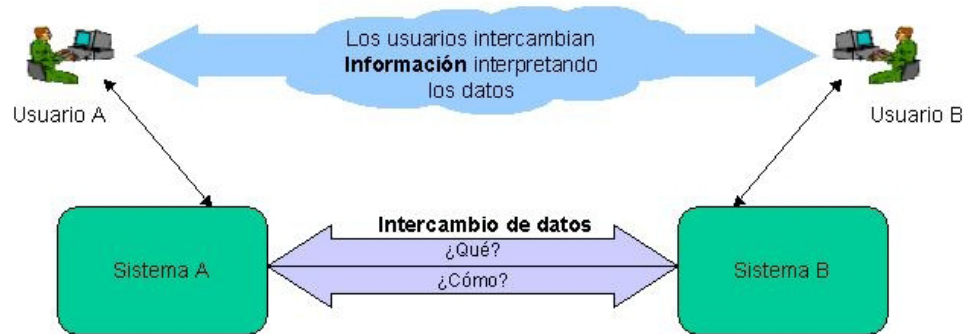 Los usuarios intercambian
Información interpretando
los datos
Usuario A
Usuario B
Intercambio de datos
¿Qué?
Sistema A
Sistema B
¿Cómo?